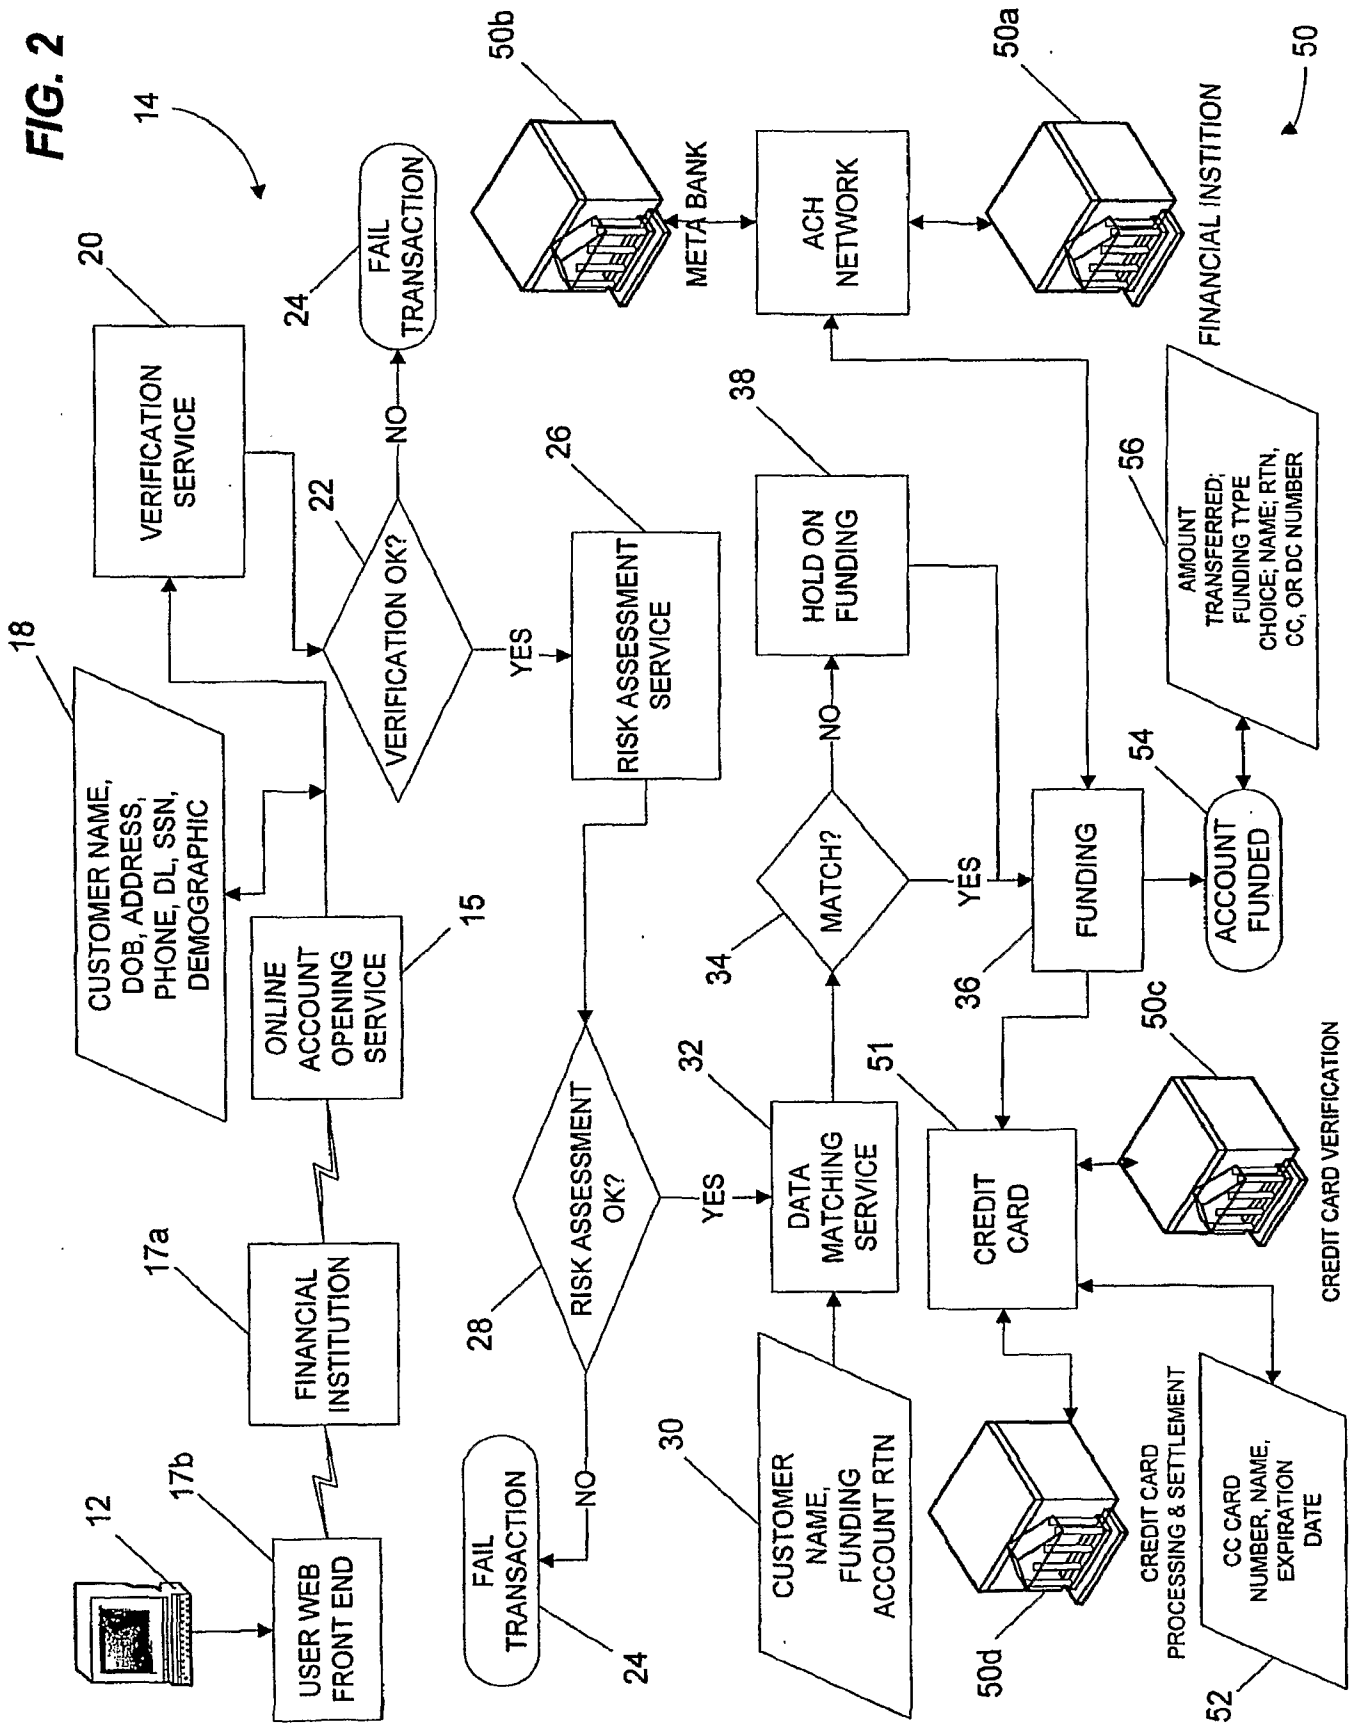 FIG. 2
14
12
17b
USER WEB
FRONT END
17a
FINANCIAL
INSTITUTION
ONLINE
ACCOUNT
OPENING
SERVICE
15
18
CUSTOMER NAME,
DOB, ADDRESS,
PHONE, DL, SSN,
DEMOGRAPHIC
20
VERIFICATION
SERVICE
22
VERIFICATION OK?
NO
24
FAIL
TRANSACTION
YES
26
RISK ASSESSMENT
SERVICE
28
RISK ASSESSMENT
OK?
NO
FAIL
TRANSACTION
24
YES
30
CUSTOMER
NAME,
FUNDING
ACCOUNT RTN
32
DATA
MATCHING
SERVICE
34
MATCH?
NO
38
HOLD ON
FUNDING
YES
36
FUNDING
50b
META BANK
ACH
NETWORK
50a
FINANCIAL INSTITION
50
51
CREDIT
CARD
50c
CREDIT CARD VERIFICATION
50d
CREDIT CARD
PROCESSING & SETTLEMENT
52
CC CARD
NUMBER, NAME,
EXPIRATION
DATE
54
ACCOUNT
FUNDED
56
AMOUNT
TRANSFERRED;
FUNDING TYPE
CHOICE; NAME; RTN,
CC, OR DC NUMBER